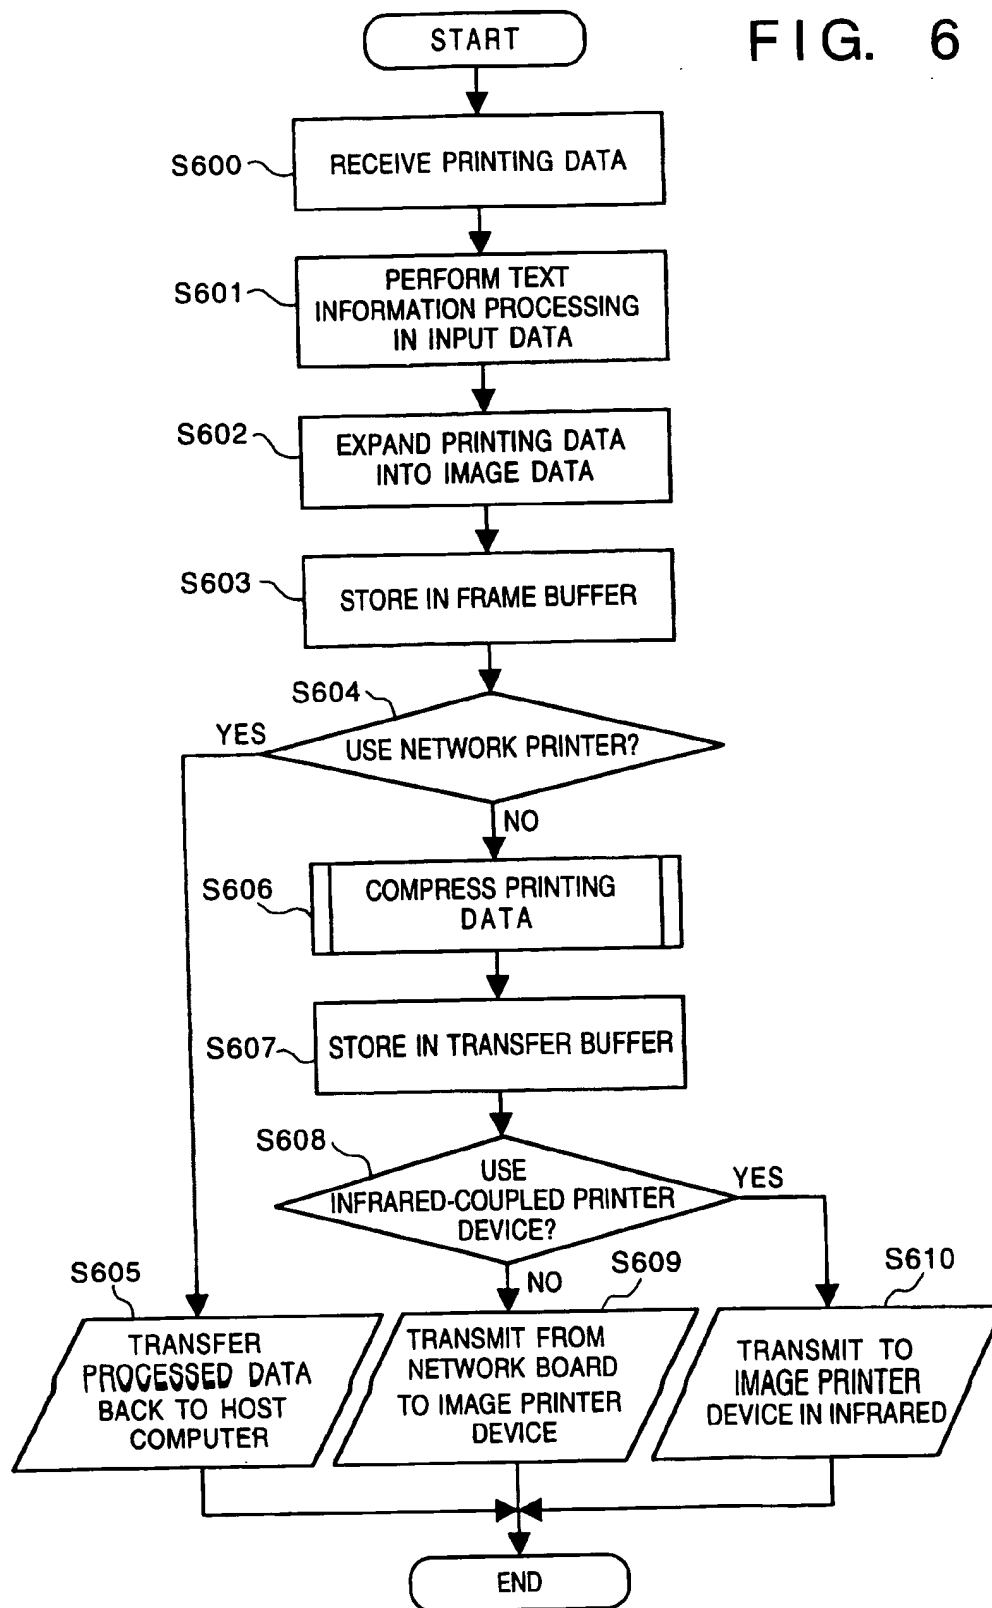 FIG. 6
START
S600
RECEIVE PRINTING DATA
S601
PERFORM TEXT
INFORMATION PROCESSING
IN INPUT DATA
S602
EXPAND PRINTING DATA
INTO IMAGE DATA
S603
STORE IN FRAME BUFFER
S604
YES
USE NETWORK PRINTER?
NO
S606
COMPRESS PRINTING
DATA
S607
STORE IN TRANSFER BUFFER
S608
USE
INFRARED-COUPLED PRINTER
DEVICE?
YES
NO
S605
TRANSFER
PROCESSED DATA
BACK TO HOST
COMPUTER
S609
TRANSMIT FROM
NETWORK BOARD
TO IMAGE PRINTER
DEVICE
S610
TRANSMIT TO
IMAGE PRINTER
DEVICE IN INFRARED
END